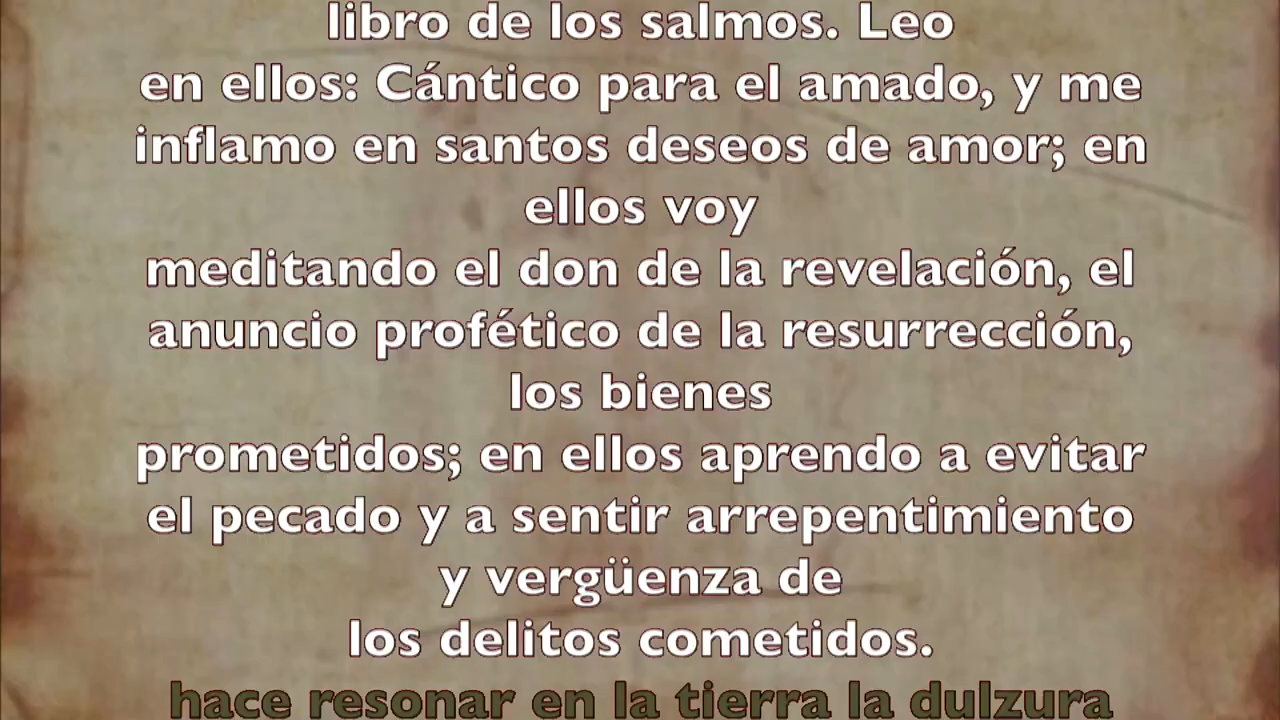 libro de los salmos. Leo
en ellos: Cántico para el amado, y me
inflamo en santos deseos de amor; en
ellos voy
meditando el don de la revelación, el
anuncio profético de la resurrección,
los bienes
prometidos; en ellos aprendo a evitar
el pecado y a sentir arrepentimiento
y vergüenza de
los delitos cometidos.
hace resonar en la tierra la dulzura